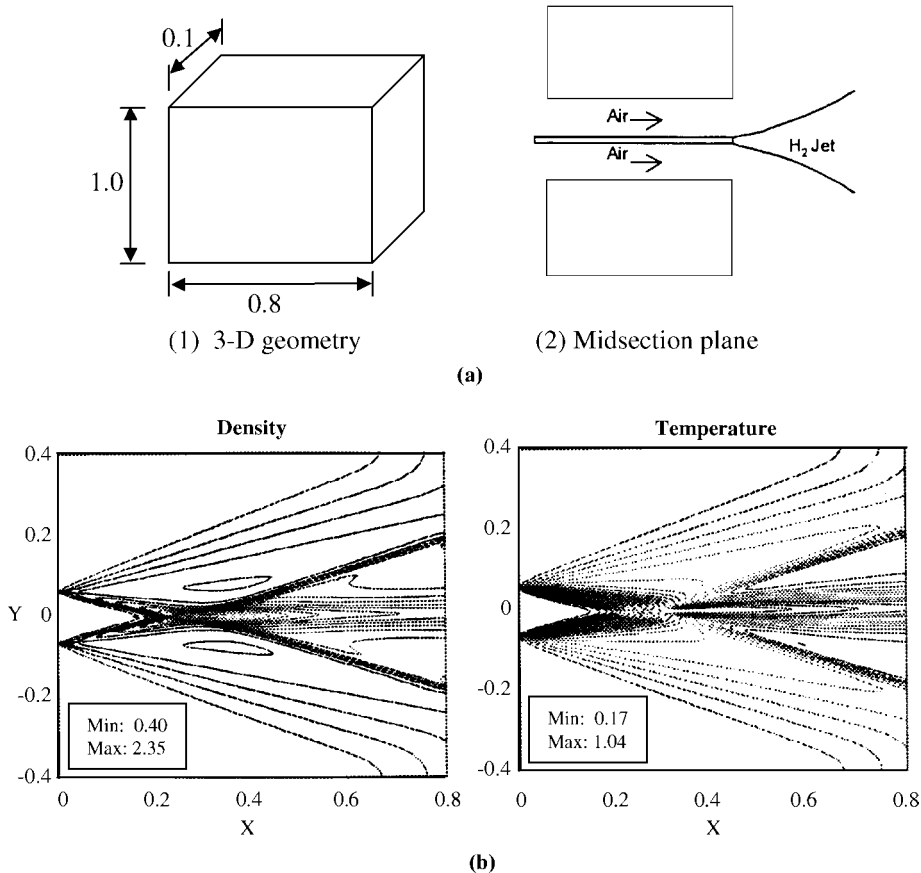 0.1
1.0
0.8
(1) 3-D geometry
Air
Air
H2 Jet
(2) Midsection plane
(a)
Density
0.4
0.2
Y 0
-0.2
-0.4
Min: 0.40
Max: 2.35
0 0.2 0.4 0.6 0.8
X
Temperature
0.4
0.2
0
-0.2
-0.4
Min: 0.17
Max: 1.04
0 0.2 0.4 0.6 0.8
X
(b)